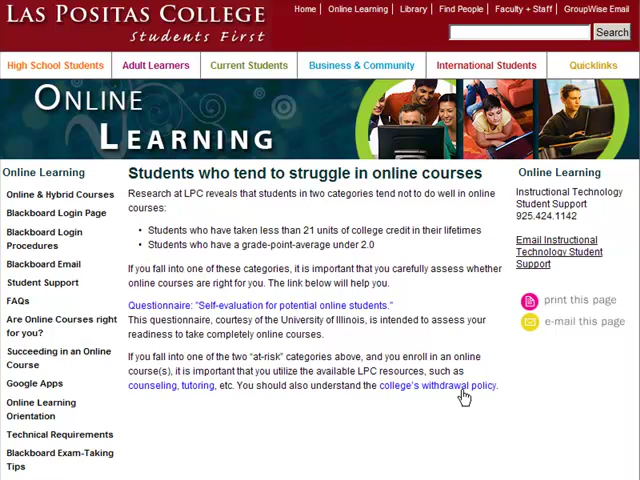 LAS POSITAS COLLEGE
Students First
Home | Online Learning | Library | Find People | Faculty + Staff | GroupWise Email
Search
High School Students
Adult Learners
Current Students
Business & Community
International Students
Quicklinks
ONLINE
LEARNING
Online Learning
Online & Hybrid Courses
Blackboard Login Page
Blackboard Login
Procedures
Blackboard Email
Student Support
FAQs
Are Online Courses right
for you?
Succeeding in an Online
Course
Google Apps
Online Learning
Orientation
Technical Requirements
Blackboard Exam-Taking
Tips
Students who tend to struggle in online courses
Research at LPC reveals that students in two categories tend not to do well in online
courses:
• Students who have taken less than 21 units of college credit in their lifetimes
• Students who have a grade-point-average under 2.0
If you fall into one of these categories, it is important that you carefully assess whether
online courses are right for you. The link below will help you.
Questionnaire: "Self-evaluation for potential online students."
This questionnaire, courtesy of the University of Illinois, is intended to assess your
readiness to take completely online courses.
If you fall into one of the two "at-risk" categories above, and you enroll in an online
course(s), it is important that you utilize the available LPC resources, such as
counseling, tutoring, etc. You should also understand the college's withdrawal policy.
Online Learning
Instructional Technology
Student Support
925.424.1142
Email Instructional
Technology Student
Support
print this page
e-mail this page